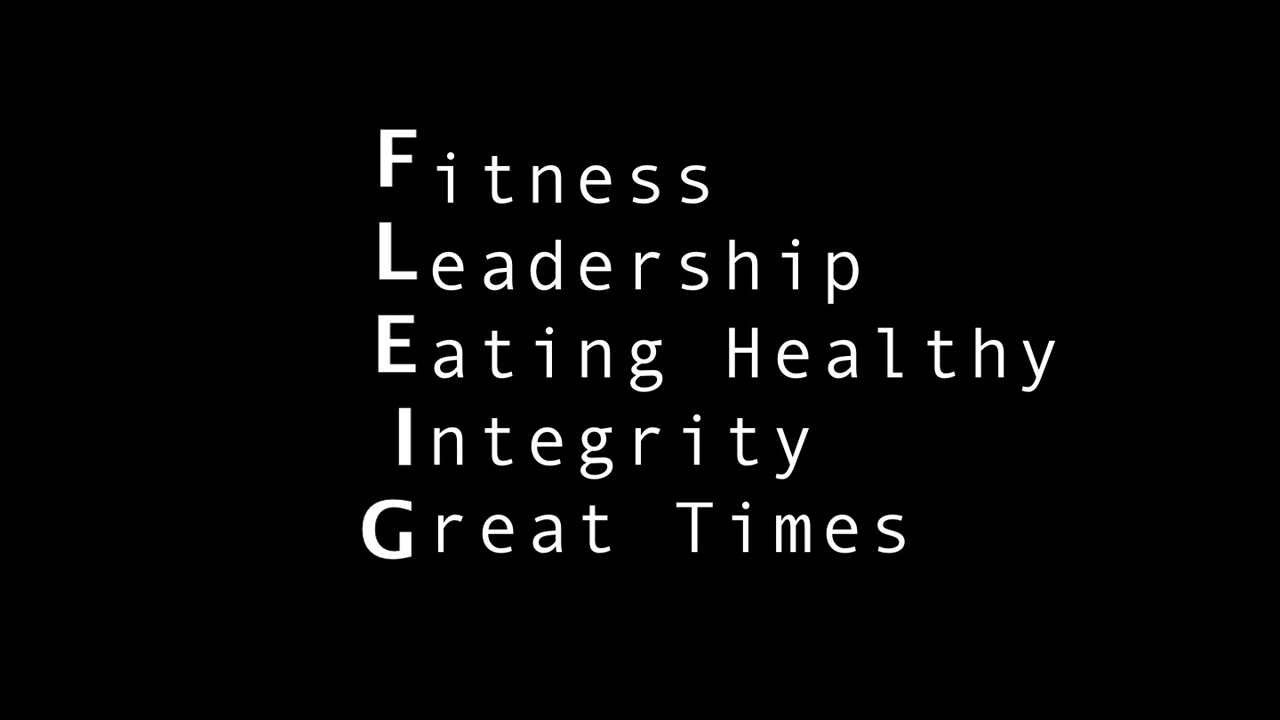 Fitness
Leadership
Eating Healthy
Integrity
Great Times